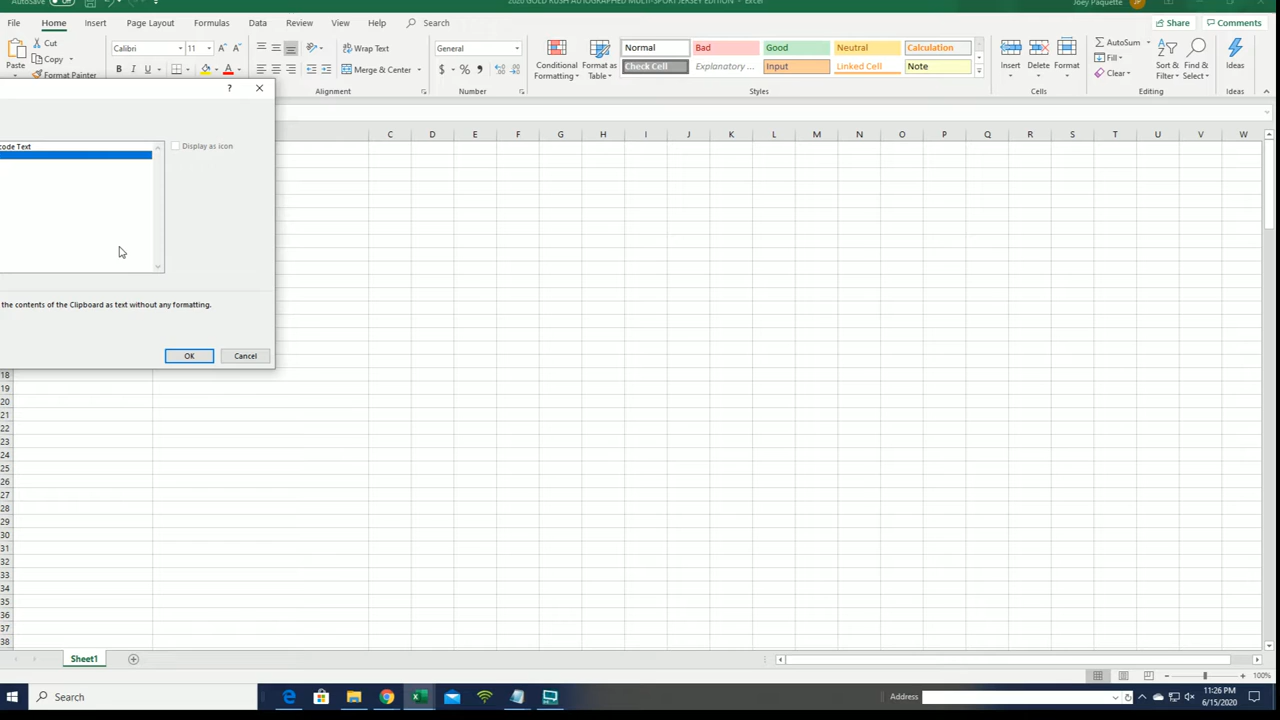 AutoSave
2020 GOLD RUSH AUTOGRAPHED MULTI-SPORT JERSEY EDITION - Excel
Joey Paquette
JP
File Home Insert Page Layout Formulas Data Review View Help Search
Share Comments
Cut
Copy
Format Painter
Paste
Calibri 11
B I U
Wrap Text
Merge & Center
Alignment
General
$ % ,
Number
Conditional Formatting
Format as Table
Normal Bad Good Neutral Calculation
Check Cell Explanatory ... Input Linked Cell Note
Styles
Insert Delete Format
Cells
AutoSum
Fill
Clear
Sort & Filter
Find & Select
Editing
Ideas
Ideas
?
code Text
Display as icon
the contents of the Clipboard as text without any formatting.
OK Cancel
C D E F G H I J K L M N O P Q R S T U V W
18
19
20
21
22
23
24
25
26
27
28
29
30
31
32
33
34
35
36
37
38
Sheet1
100%
Search
Address
11:26 PM
6/15/2020